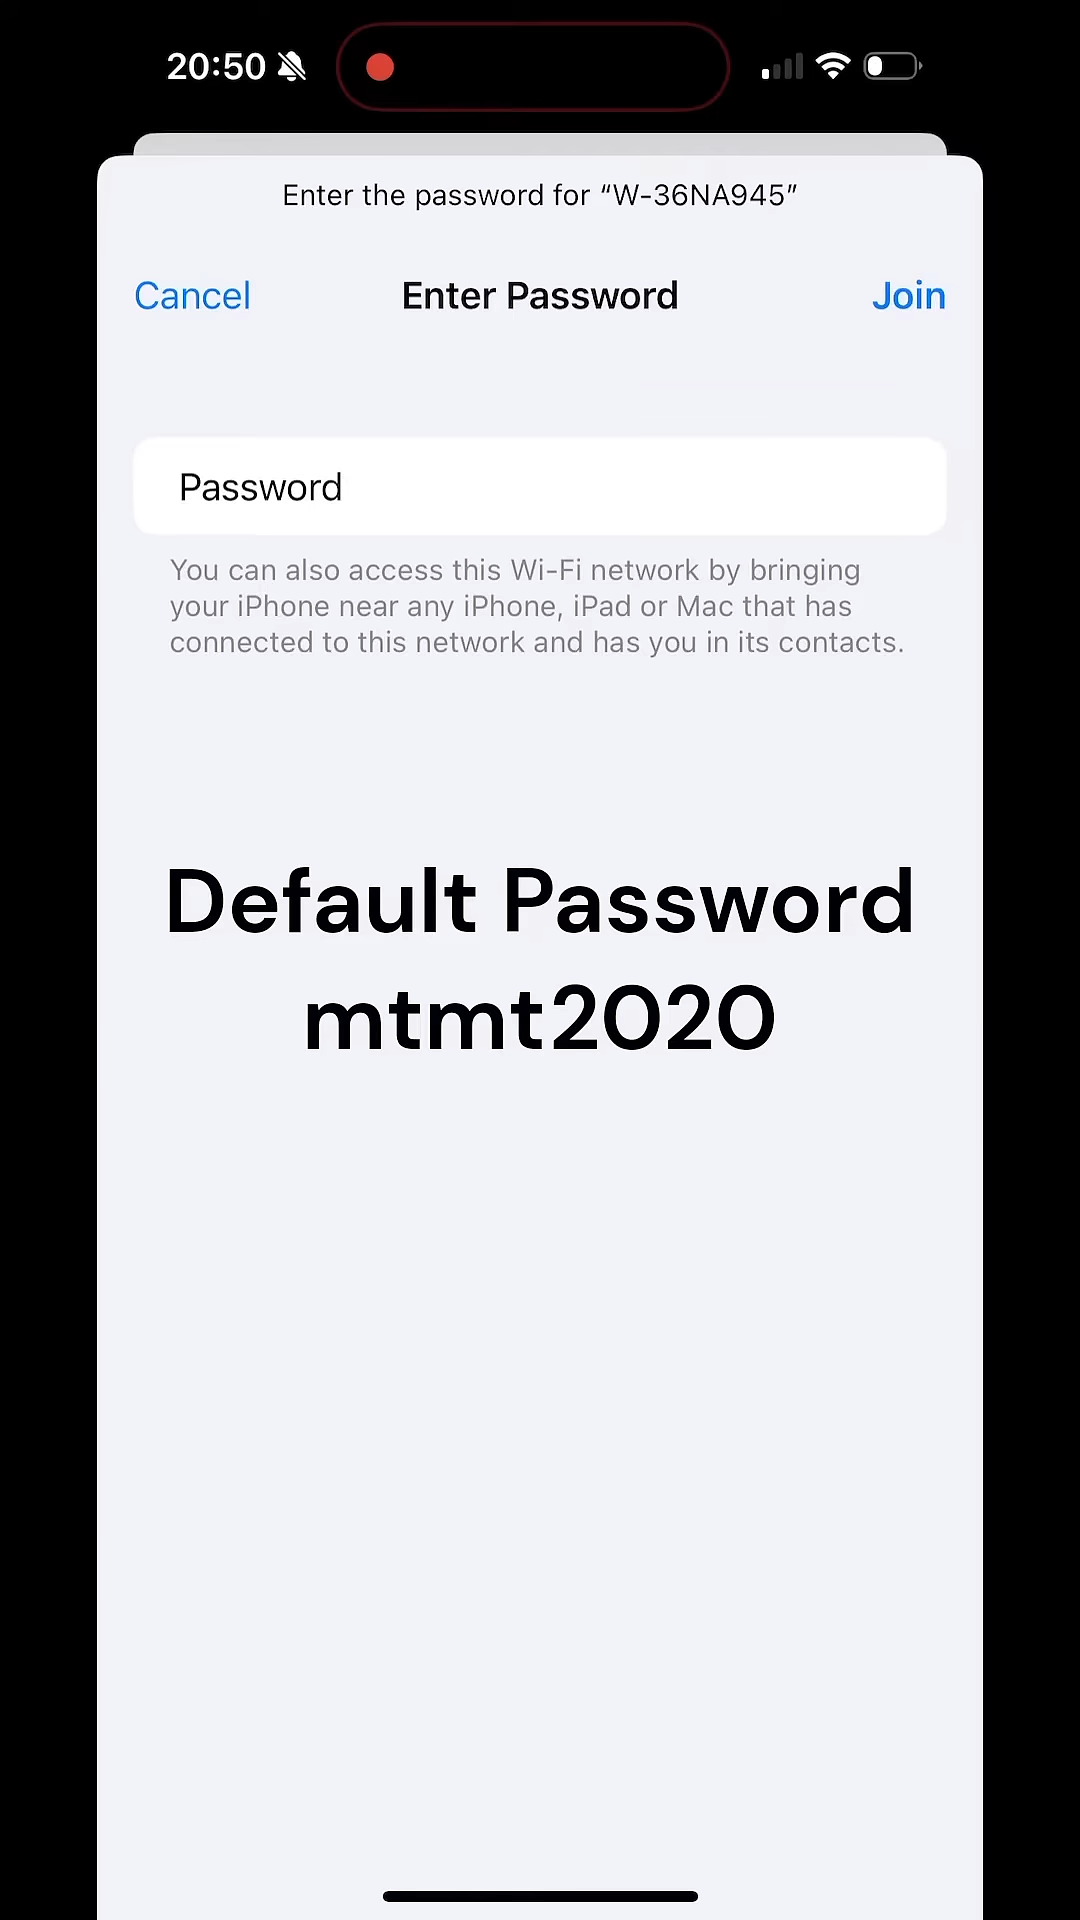 20:50
Enter the password for “W-36NA945”
Cancel
Enter Password
Join
Password
You can also access this Wi-Fi network by bringing
your iPhone near any iPhone, iPad or Mac that has
connected to this network and has you in its contacts.
Default Password
mtmt2020